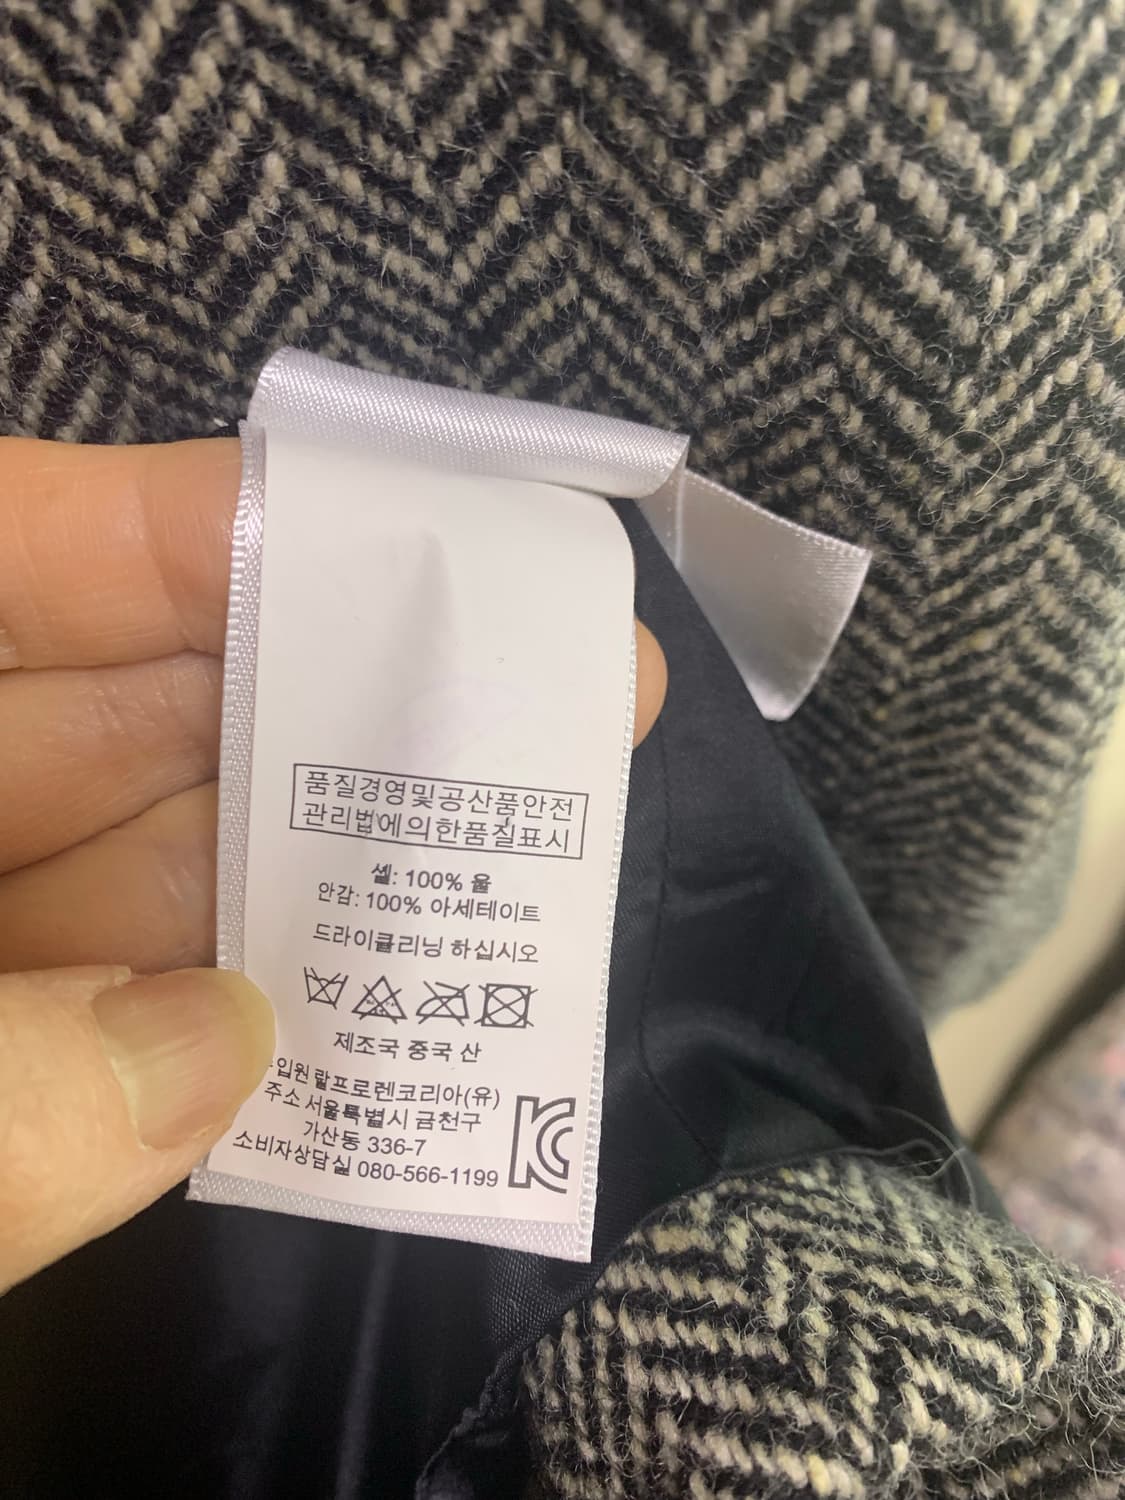 품질경영및공산품안전
관리법에의한품질표시
셸: 100% 울
안감: 100% 아세테이트
드라이클리닝 하십시오
제조국 중국 산
입원 랄프로렌코리아(유)
주소 서울특별시 금천구
가산동 336-7
소비자상담실 080-566-1199